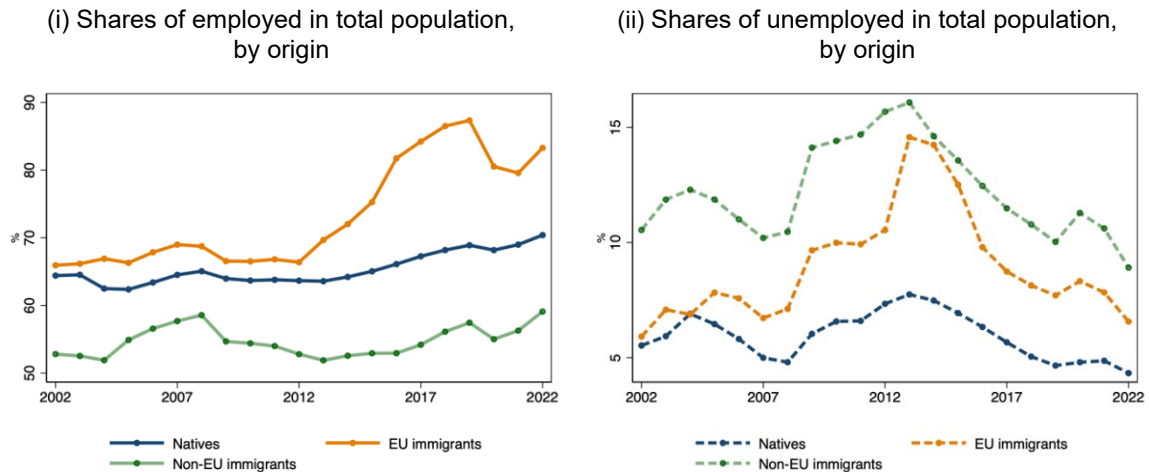 (i) Shares of employed in total population,
by origin
90
80
70
60
50
%
2002
2007
2012
2017
2022
Natives
EU immigrants
Non-EU immigrants
(ii) Shares of unemployed in total population,
by origin
15
10
5
%
2002
2007
2012
2017
2022
Natives
EU immigrants
Non-EU immigrants